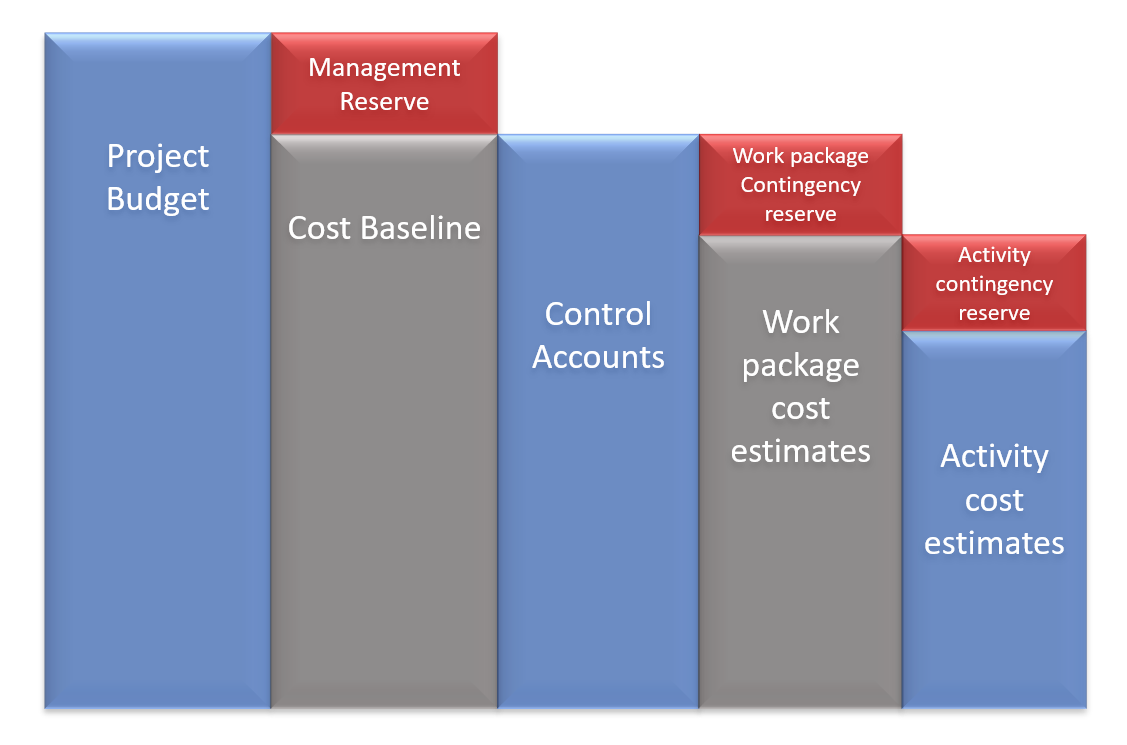 Project
Budget
Management
Reserve
Cost Baseline
Control
Accounts
Work package
Contingency
reserve
Work
package
cost
estimates
Activity
contingency
reserve
Activity
cost
estimates